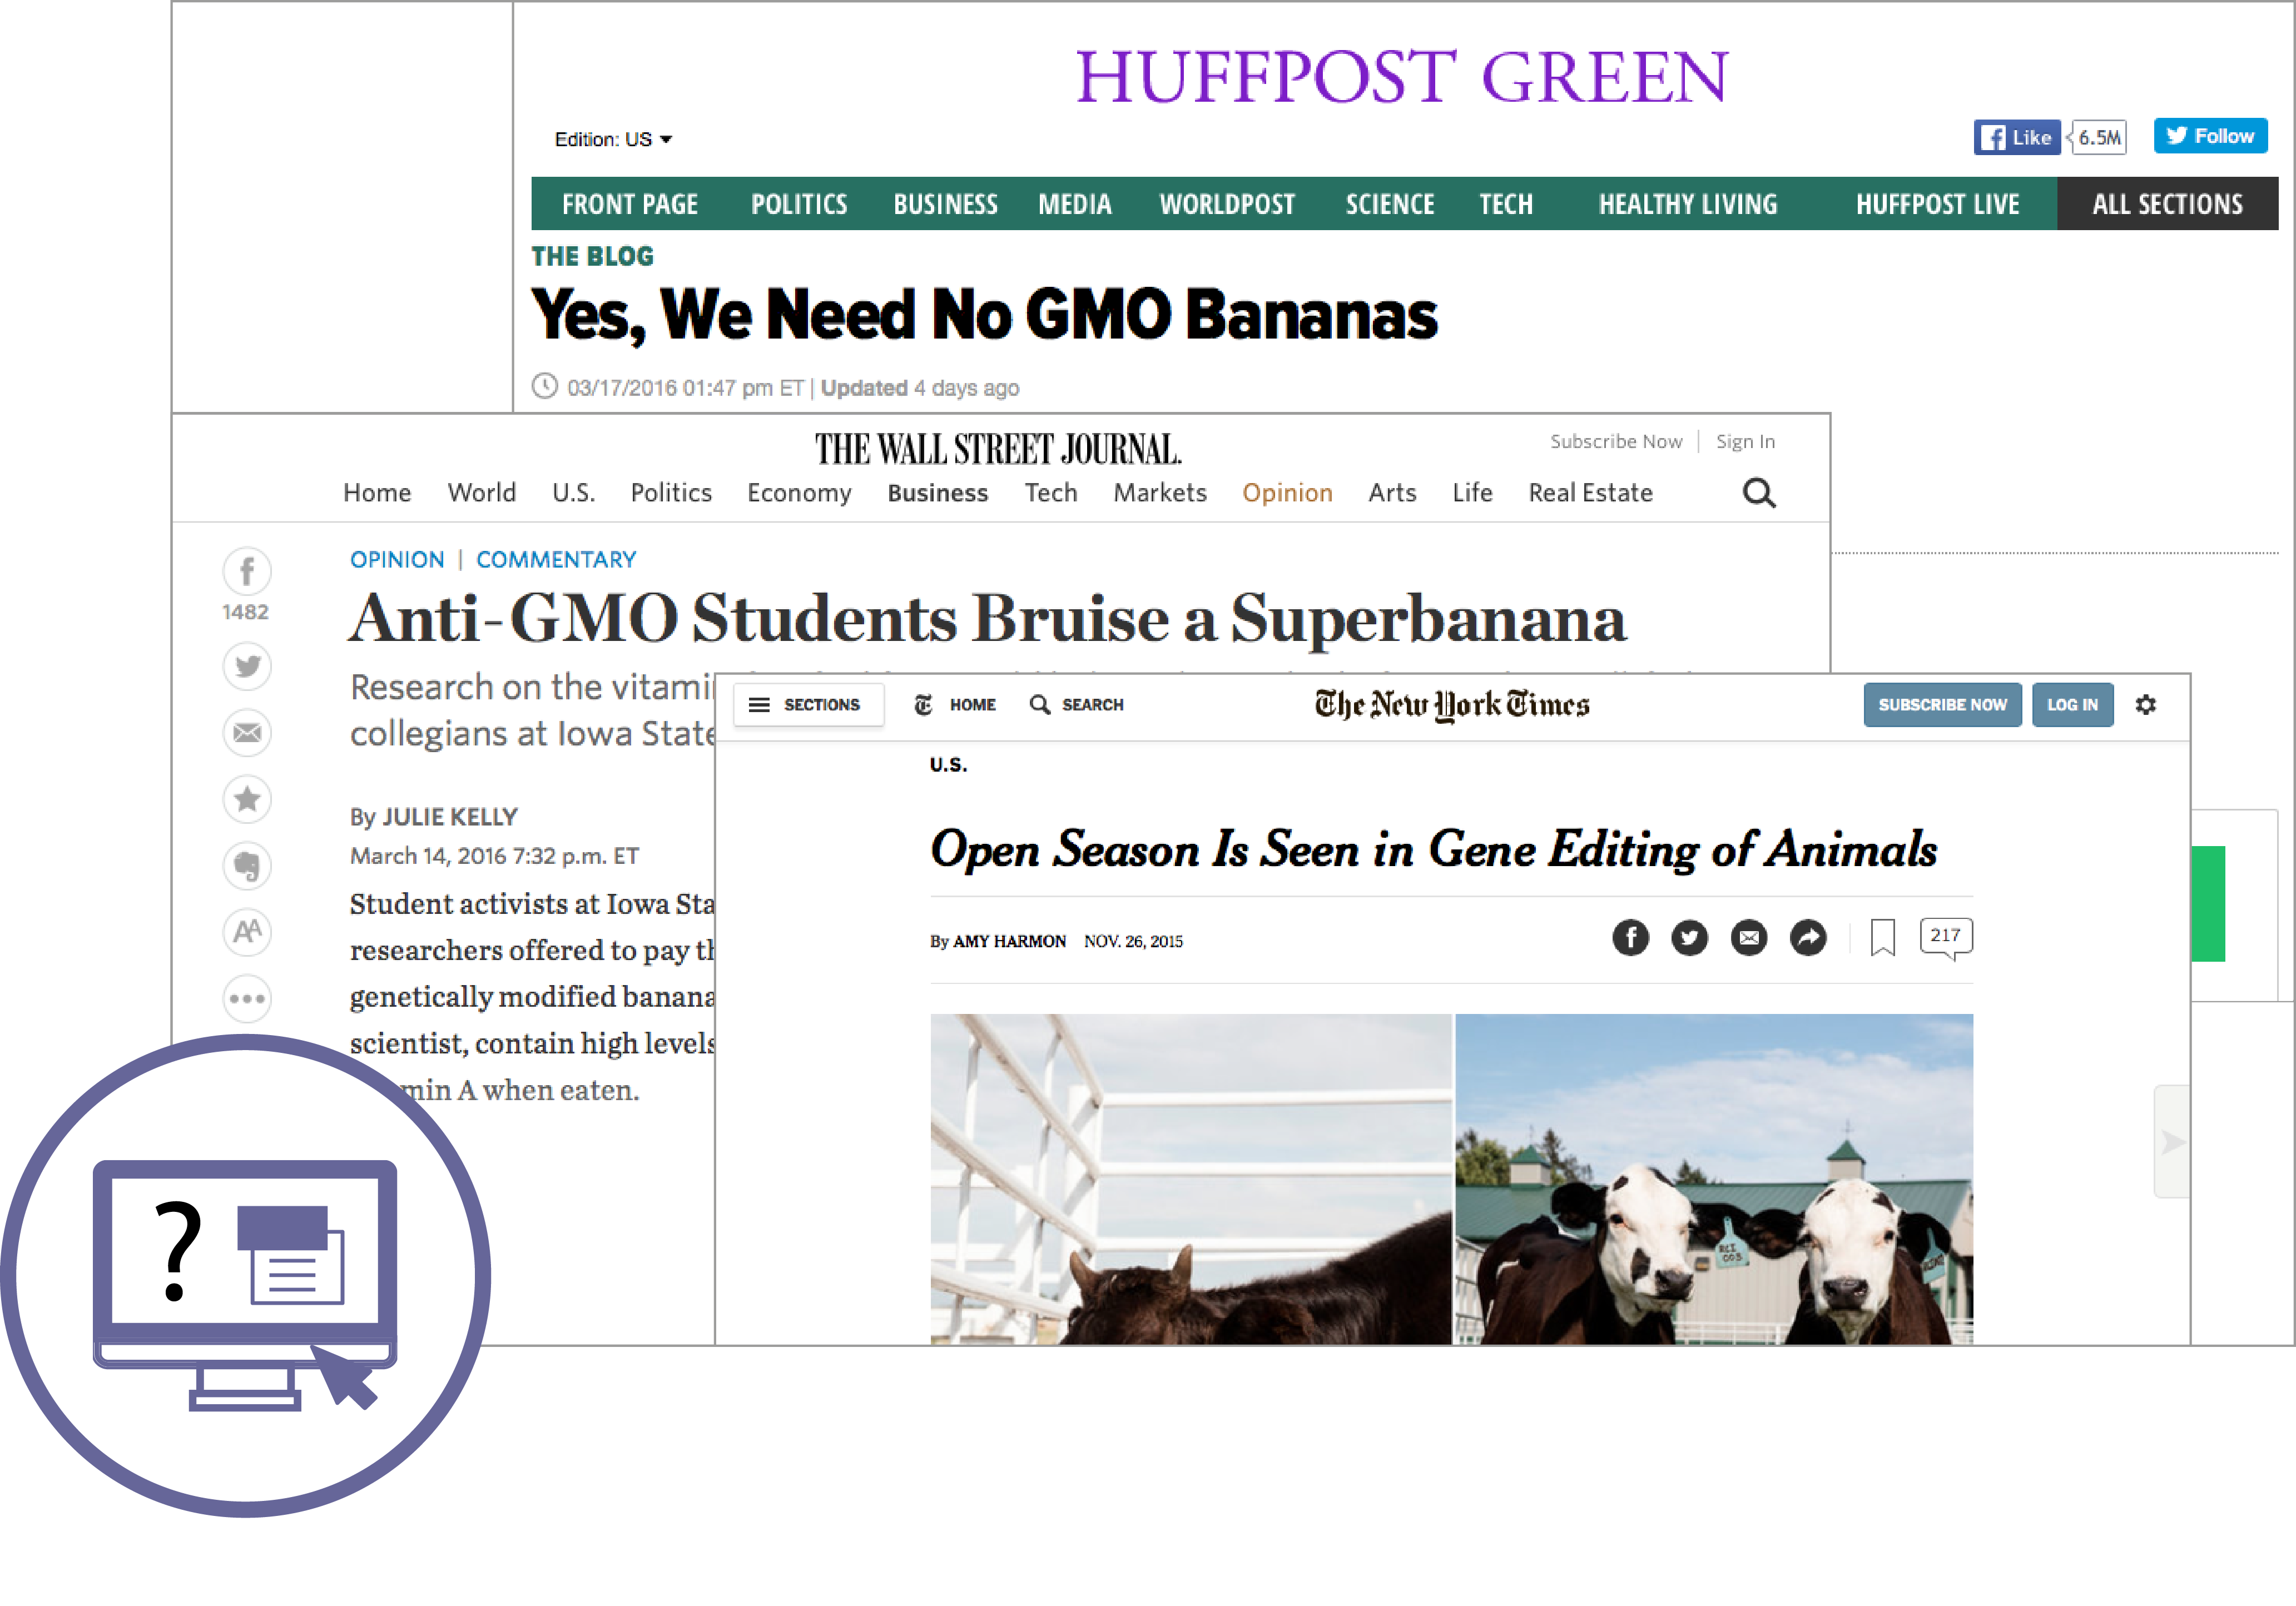 HUFFPOST GREEN
Edition: US
Like 6.5M Follow
FRONT PAGE POLITICS BUSINESS MEDIA WORLDPOST SCIENCE TECH HEALTHY LIVING HUFFPOST LIVE ALL SECTIONS
THE BLOG
Yes, We Need No GMO Bananas
03/17/2016 01:47 pm ET | Updated 4 days ago
THE WALL STREET JOURNAL.
Subscribe Now | Sign In
Home World U.S. Politics Economy Business Tech Markets Opinion Arts Life Real Estate
OPINION | COMMENTARY
1482
Anti-GMO Students Bruise a Superbanana
Research on the vitami
collegians at Iowa State
By JULIE KELLY
March 14, 2016 7:32 p.m. ET
Student activists at Iowa Sta
researchers offered to pay th
genetically modified banana
scientist, contain high levels
min A when eaten.
AA
SECTIONS HOME SEARCH
The New York Times
SUBSCRIBE NOW LOG IN
U.S.
Open Season Is Seen in Gene Editing of Animals
By AMY HARMON NOV. 26, 2015
217
RCI
003
?